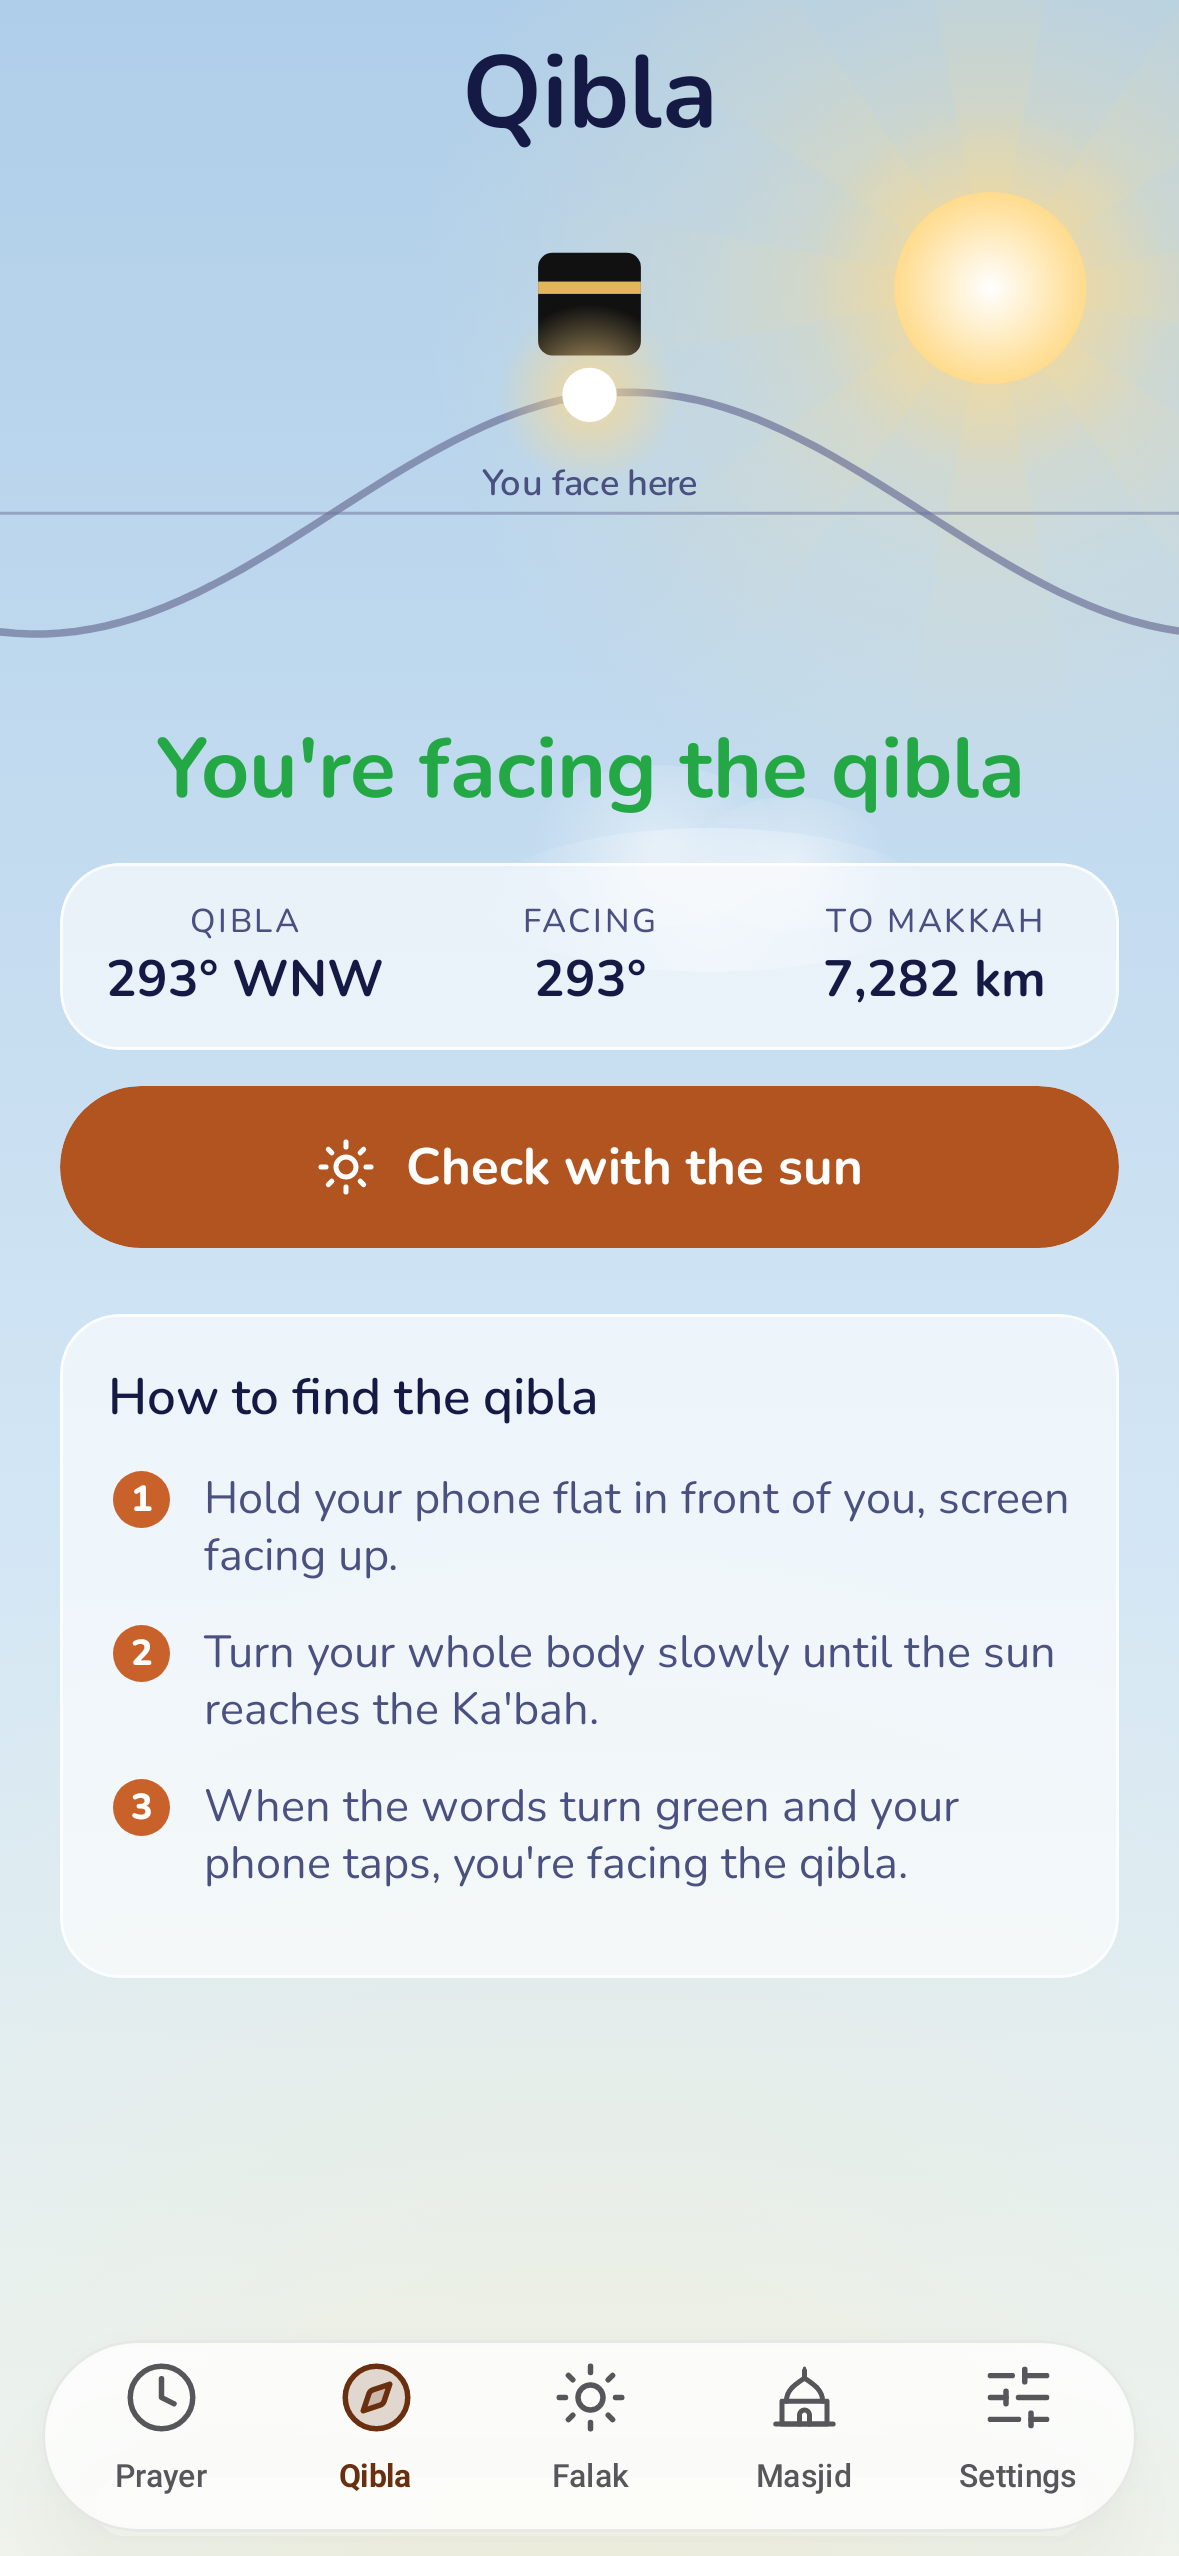 Qibla
You face here
You're facing the qibla
QIBLA
293° WNW
FACING
293°
TO MAKKAH
7,282 km
Check with the sun
How to find the qibla
1
Hold your phone flat in front of you, screen
facing up.
2
Turn your whole body slowly until the sun
reaches the Ka'bah.
3
When the words turn green and your
phone taps, you're facing the qibla.
Prayer
Qibla
Falak
Masjid
Settings